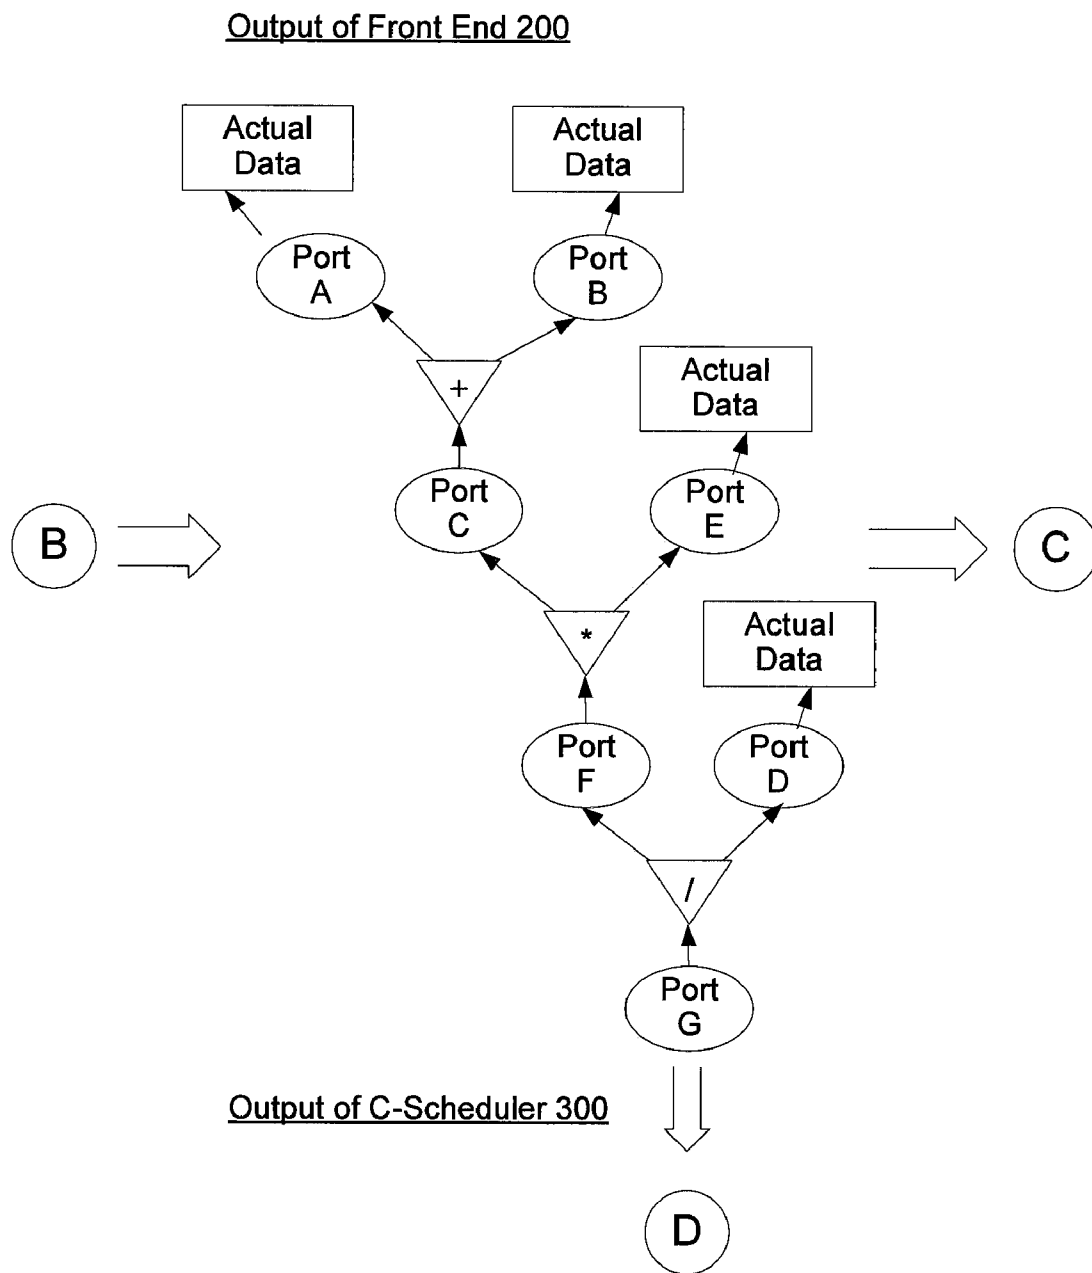 Output of Front End 200
Actual
Data
Actual
Data
Port
A
Port
B
+
Actual
Data
Port
C
Port
E
B
C
*
Actual
Data
Port
F
Port
D
/
Port
G
Output of C-Scheduler 300
D